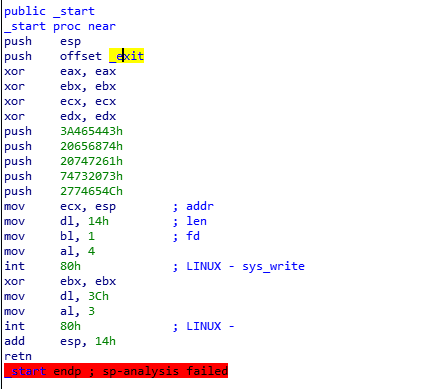 public _start
_start proc near
push esp
push offset _exit
xor eax, eax
xor ebx, ebx
xor ecx, ecx
xor edx, edx
push 3A465443h
push 20656874h
push 20747261h
push 74732073h
push 2774654Ch
mov ecx, esp ; addr
mov dl, 14h ; len
mov bl, 1 ; fd
mov al, 4
int 80h ; LINUX - sys_write
xor ebx, ebx
mov dl, 3Ch
mov al, 3
int 80h ; LINUX -
add esp, 14h
retn
_start endp ; sp-analysis failed